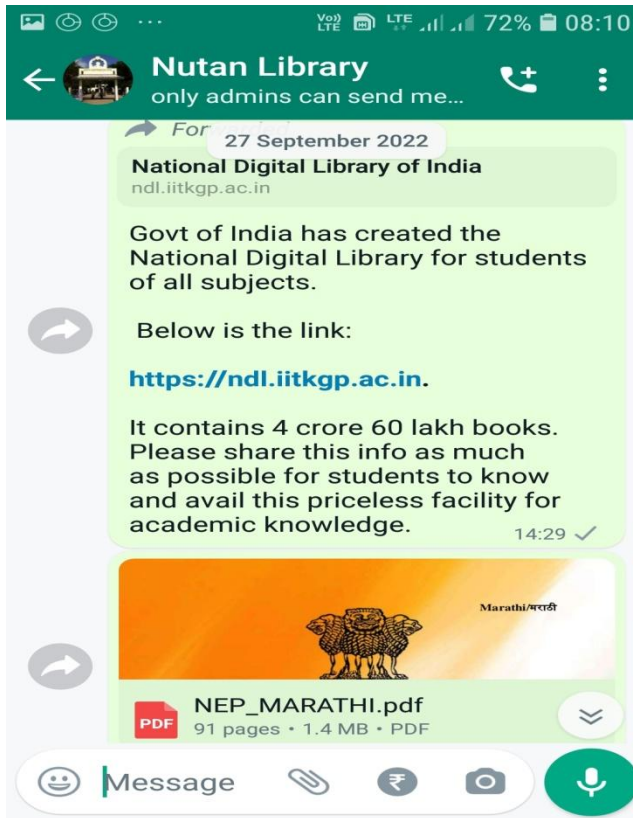 Vo)) LTE LTE 72% 08:10
Nutan Library
only admins can send me...
27 September 2022
National Digital Library of India
ndl.iitkgp.ac.in
Govt of India has created the
National Digital Library for students
of all subjects.
Below is the link:
https://ndl.iitkgp.ac.in.
It contains 4 crore 60 lakh books.
Please share this info as much
as possible for students to know
and avail this priceless facility for
academic knowledge.
14:29
Marathi/मराठी
PDF
NEP_MARATHI.pdf
91 pages • 1.4 MB • PDF
Message
₹